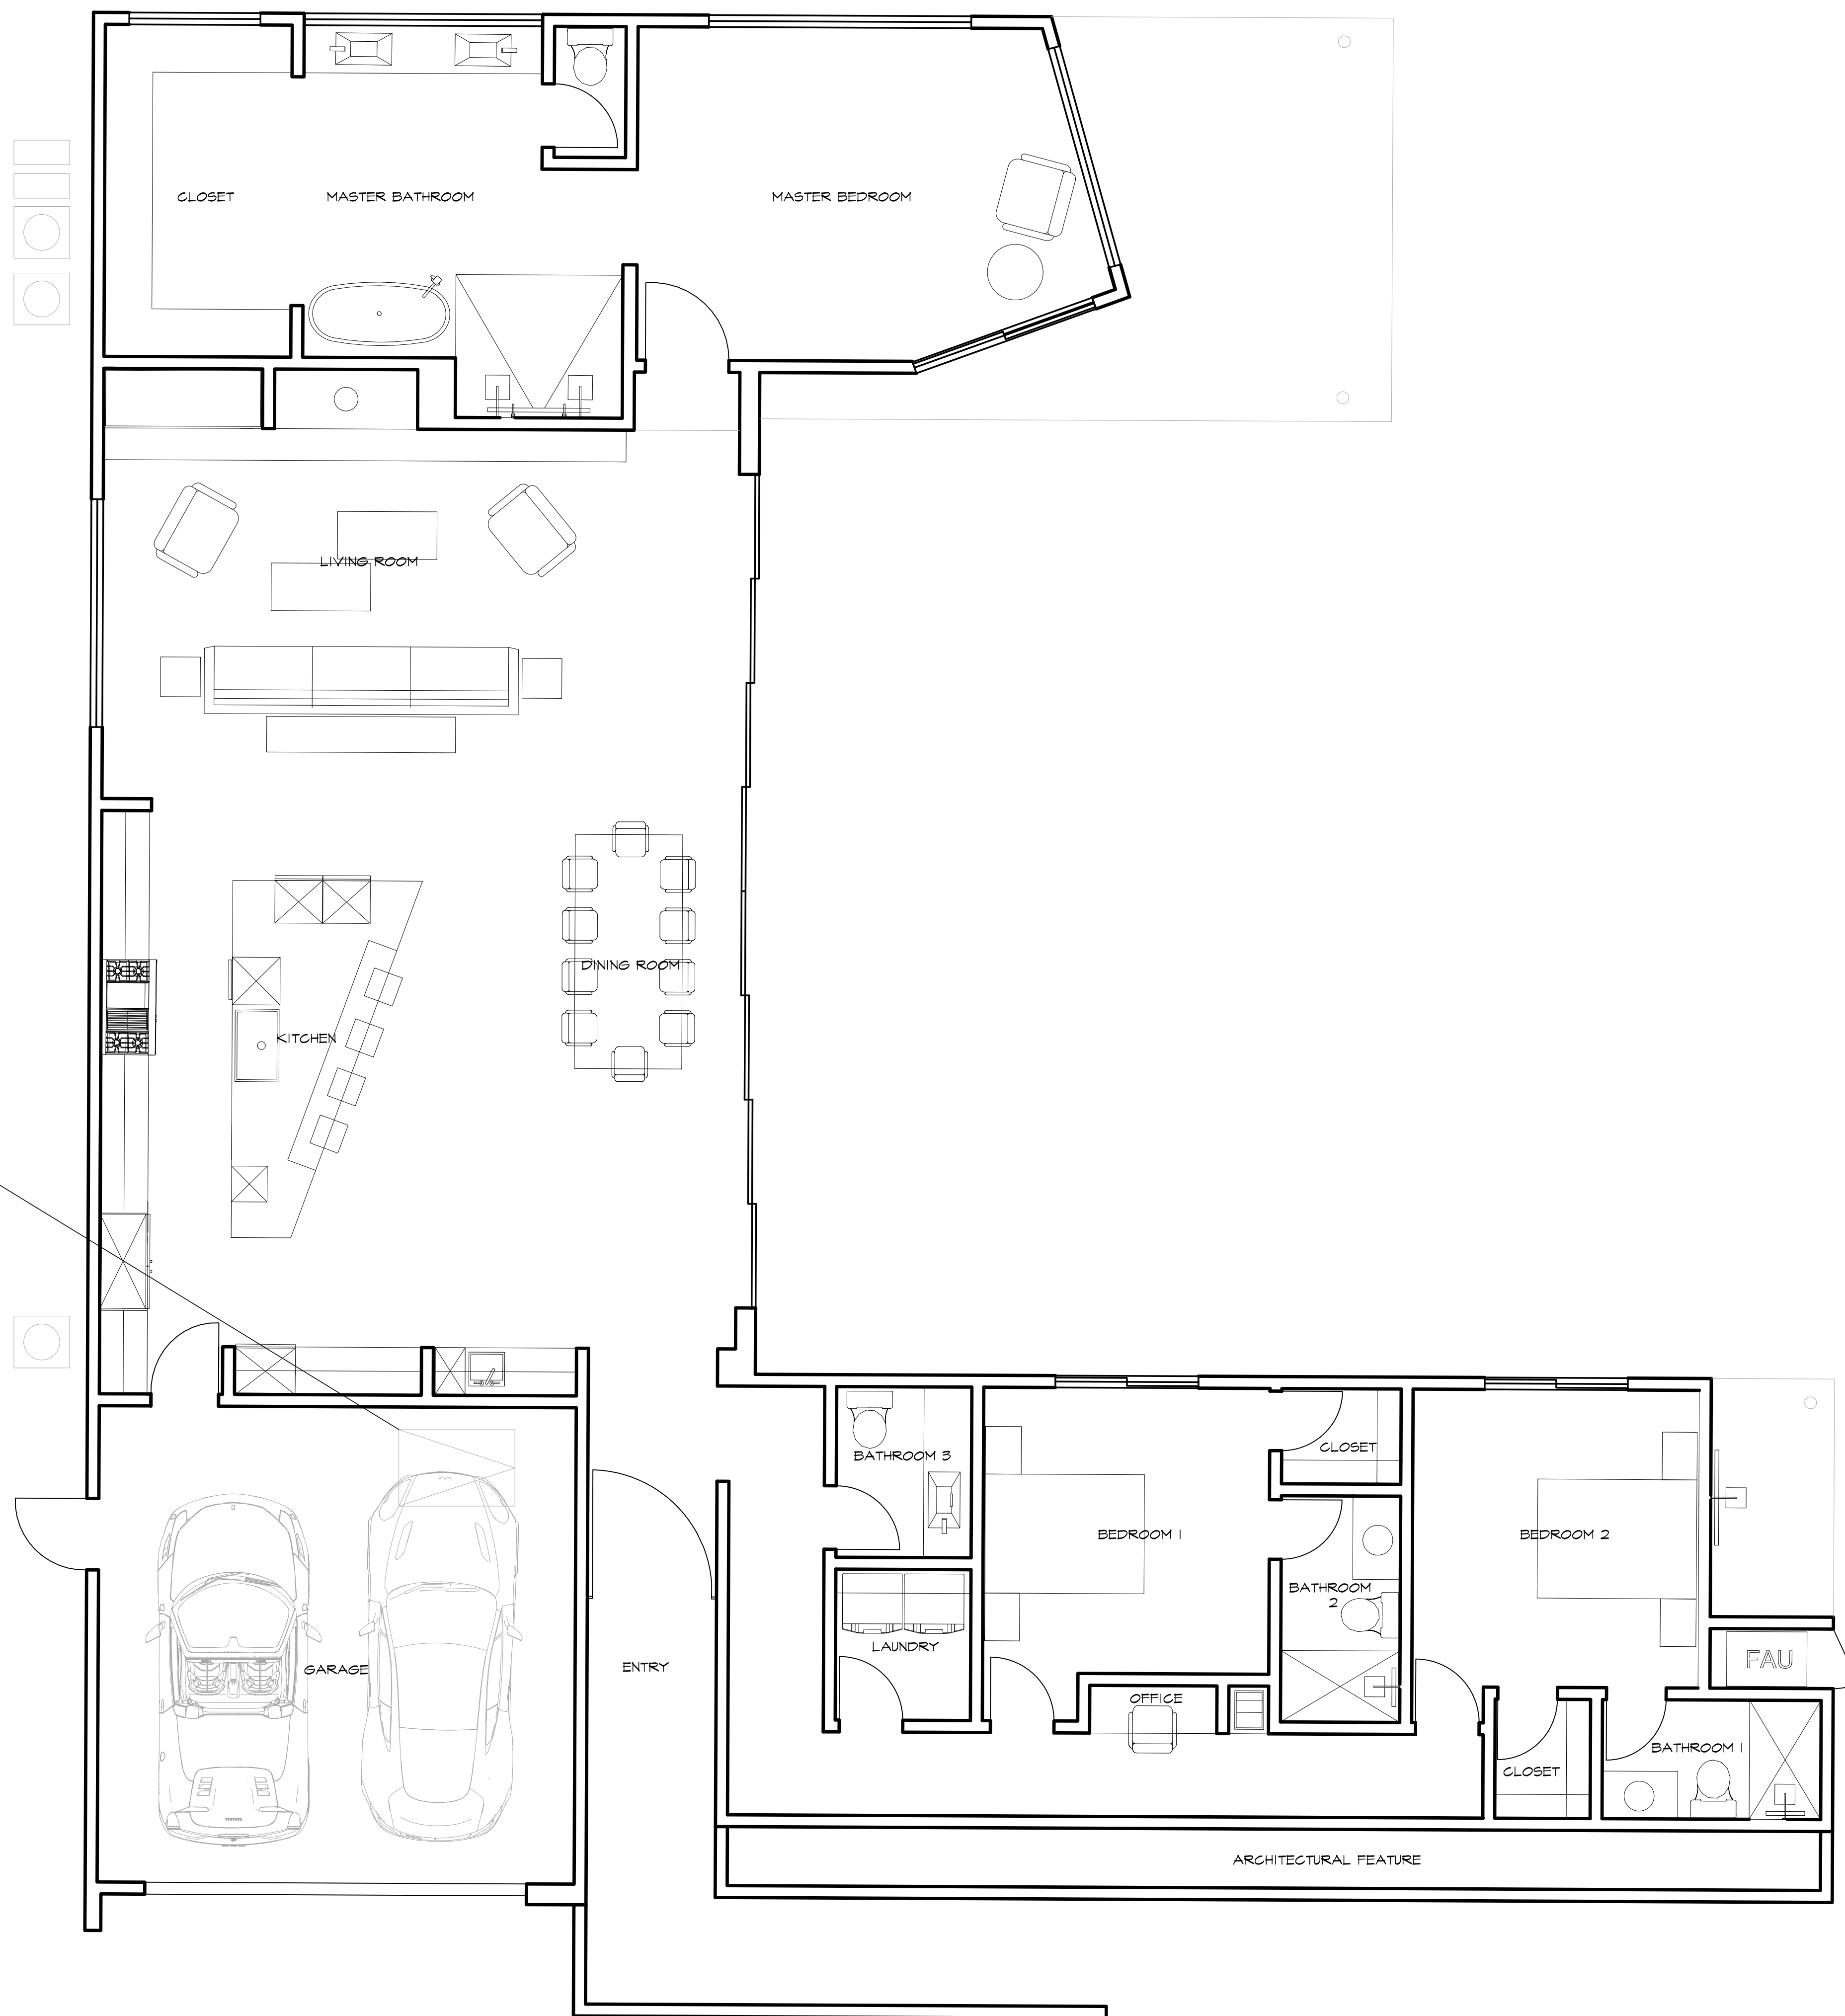 CLOSET
MASTER BATHROOM
MASTER BEDROOM
LIVING ROOM
DINING ROOM
KITCHEN
CLOSET
BATHROOM 3
BEDROOM 1
BEDROOM 2
BATHROOM
2
LAUNDRY
FAU
ENTRY
GARAGE
OFFICE
BATHROOM 1
CLOSET
ARCHITECTURAL FEATURE